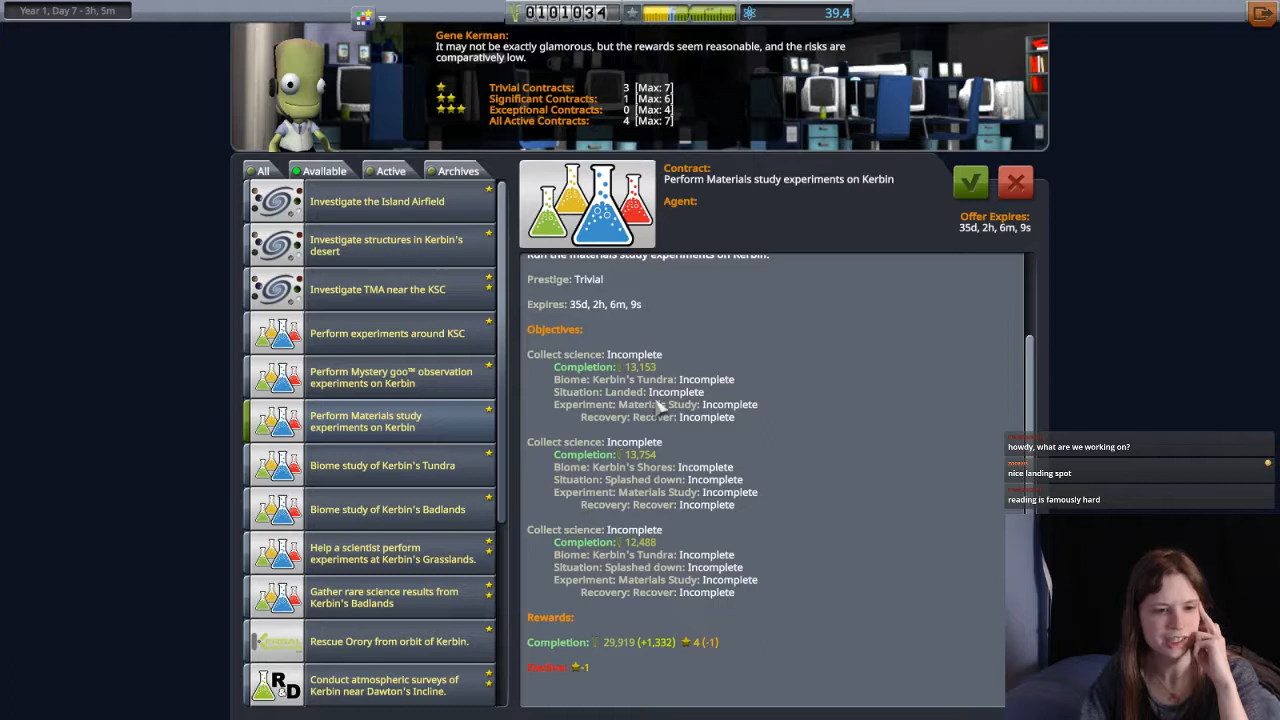 Year 1, Day 7 - 3h, 5m
0101034
39.4
Gene Kerman:
It may not be exactly glamorous, but the rewards seem reasonable, and the risks are
comparatively low.
Trivial Contracts: 3 [Max: 7]
Significant Contracts: 1 [Max: 6]
Exceptional Contracts: 0 [Max: 4]
All Active Contracts: 4 [Max: 7]
All
Available
Active
Archives
Investigate the Island Airfield
Investigate structures in Kerbin's
desert
Investigate TMA near the KSC
Perform experiments around KSC
Perform Mystery goo™ observation
experiments on Kerbin
Perform Materials study
experiments on Kerbin
Biome study of Kerbin's Tundra
Biome study of Kerbin's Badlands
Help a scientist perform
experiments at Kerbin's Grasslands.
Gather rare science results from
Kerbin's Badlands
Rescue Orory from orbit of Kerbin.
R&D
Conduct atmospheric surveys of
Kerbin near Dawton's Incline.
Contract:
Perform Materials study experiments on Kerbin
Agent:
Offer Expires:
35d, 2h, 6m, 9s
Run the materials study experiments on Kerbin.
Prestige: Trivial
Expires: 35d, 2h, 6m, 9s
Objectives:
Collect science: Incomplete
Completion: 13,153
Biome: Kerbin's Tundra: Incomplete
Situation: Landed: Incomplete
Experiment: Materials Study: Incomplete
Recovery: Recover: Incomplete
Collect science: Incomplete
Completion: 13,754
Biome: Kerbin's Shores: Incomplete
Situation: Splashed down: Incomplete
Experiment: Materials Study: Incomplete
Recovery: Recover: Incomplete
Collect science: Incomplete
Completion: 12,488
Biome: Kerbin's Tundra: Incomplete
Situation: Splashed down: Incomplete
Experiment: Materials Study: Incomplete
Recovery: Recover: Incomplete
Rewards:
Completion: 29,919 (+1,332) 4 (-1)
Decline: -1
howdy, what are we working on?
nice landing spot
reading is famously hard